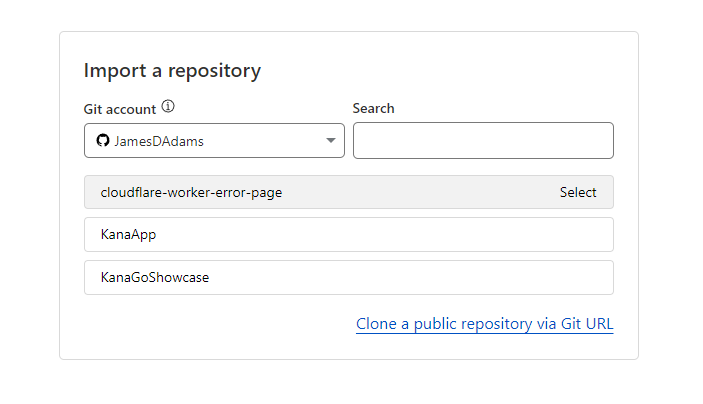 Import a repository
Git account
Search
JamesDAdams
cloudflare-worker-error-page Select
KanaApp
KanaGoShowcase
Clone a public repository via Git URL